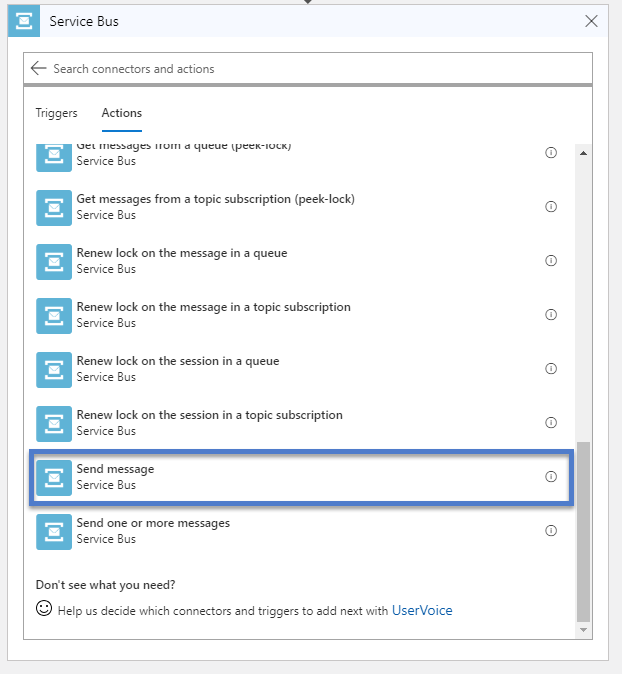 Service Bus
Search connectors and actions
Triggers Actions
Get messages from a queue (peek-lock)
Service Bus
Get messages from a topic subscription (peek-lock)
Service Bus
Renew lock on the message in a queue
Service Bus
Renew lock on the message in a topic subscription
Service Bus
Renew lock on the session in a queue
Service Bus
Renew lock on the session in a topic subscription
Service Bus
Send message
Service Bus
Send one or more messages
Service Bus
Don't see what you need?
Help us decide which connectors and triggers to add next with UserVoice